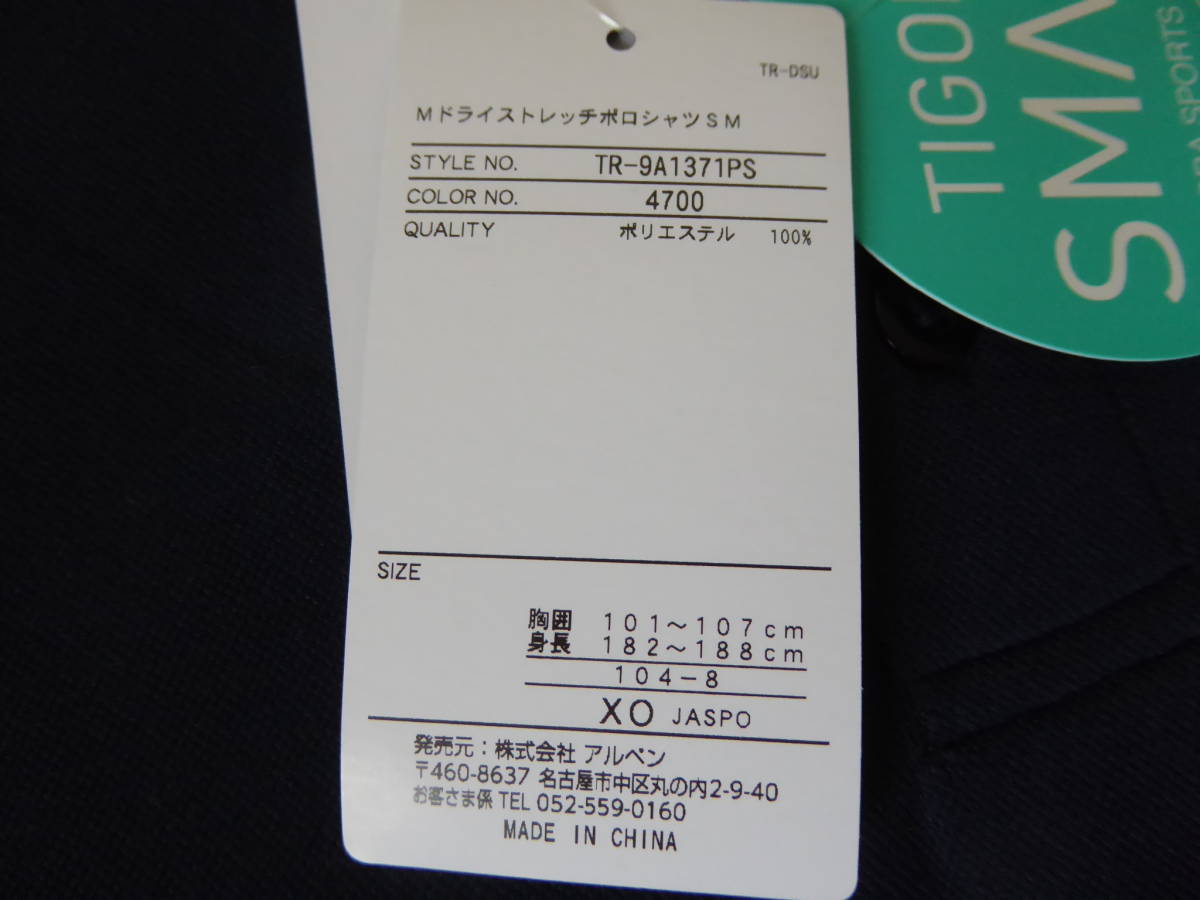 TR-DSU
MドライストレッチポロシャツSM
STYLE NO. TR-9A1371PS
COLOR NO. 4700
QUALITY ポリエステル 100%
SIZE
胸囲 101～107cm
身長 182～188cm
104-8
XO JASPO
発売元：株式会社 アルペン
〒460-8637 名古屋市中区丸の内2-9-40
お客さま係 TEL 052-559-0160
MADE IN CHINA
TIGO
SMA
SPORTS